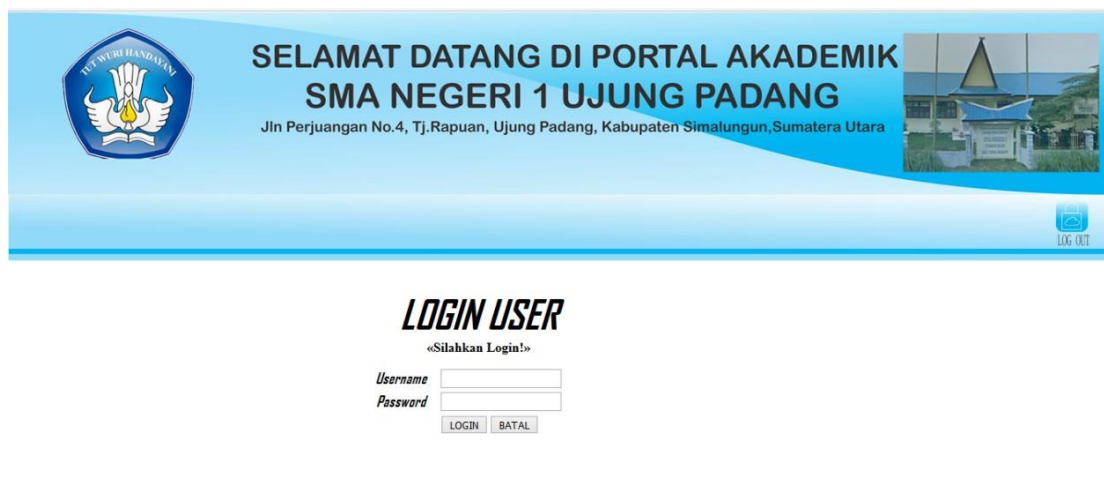 TUT WURI HANDAYANI
SELAMAT DATANG DI PORTAL AKADEMIK
SMA NEGERI 1 UJUNG PADANG
Jln Perjuangan No.4, Tj.Rapuan, Ujung Padang, Kabupaten Simalungun,Sumatera Utara
LOG OUT
LOGIN USER
«Silahkan Login!»
Username
Password
LOGIN BATAL